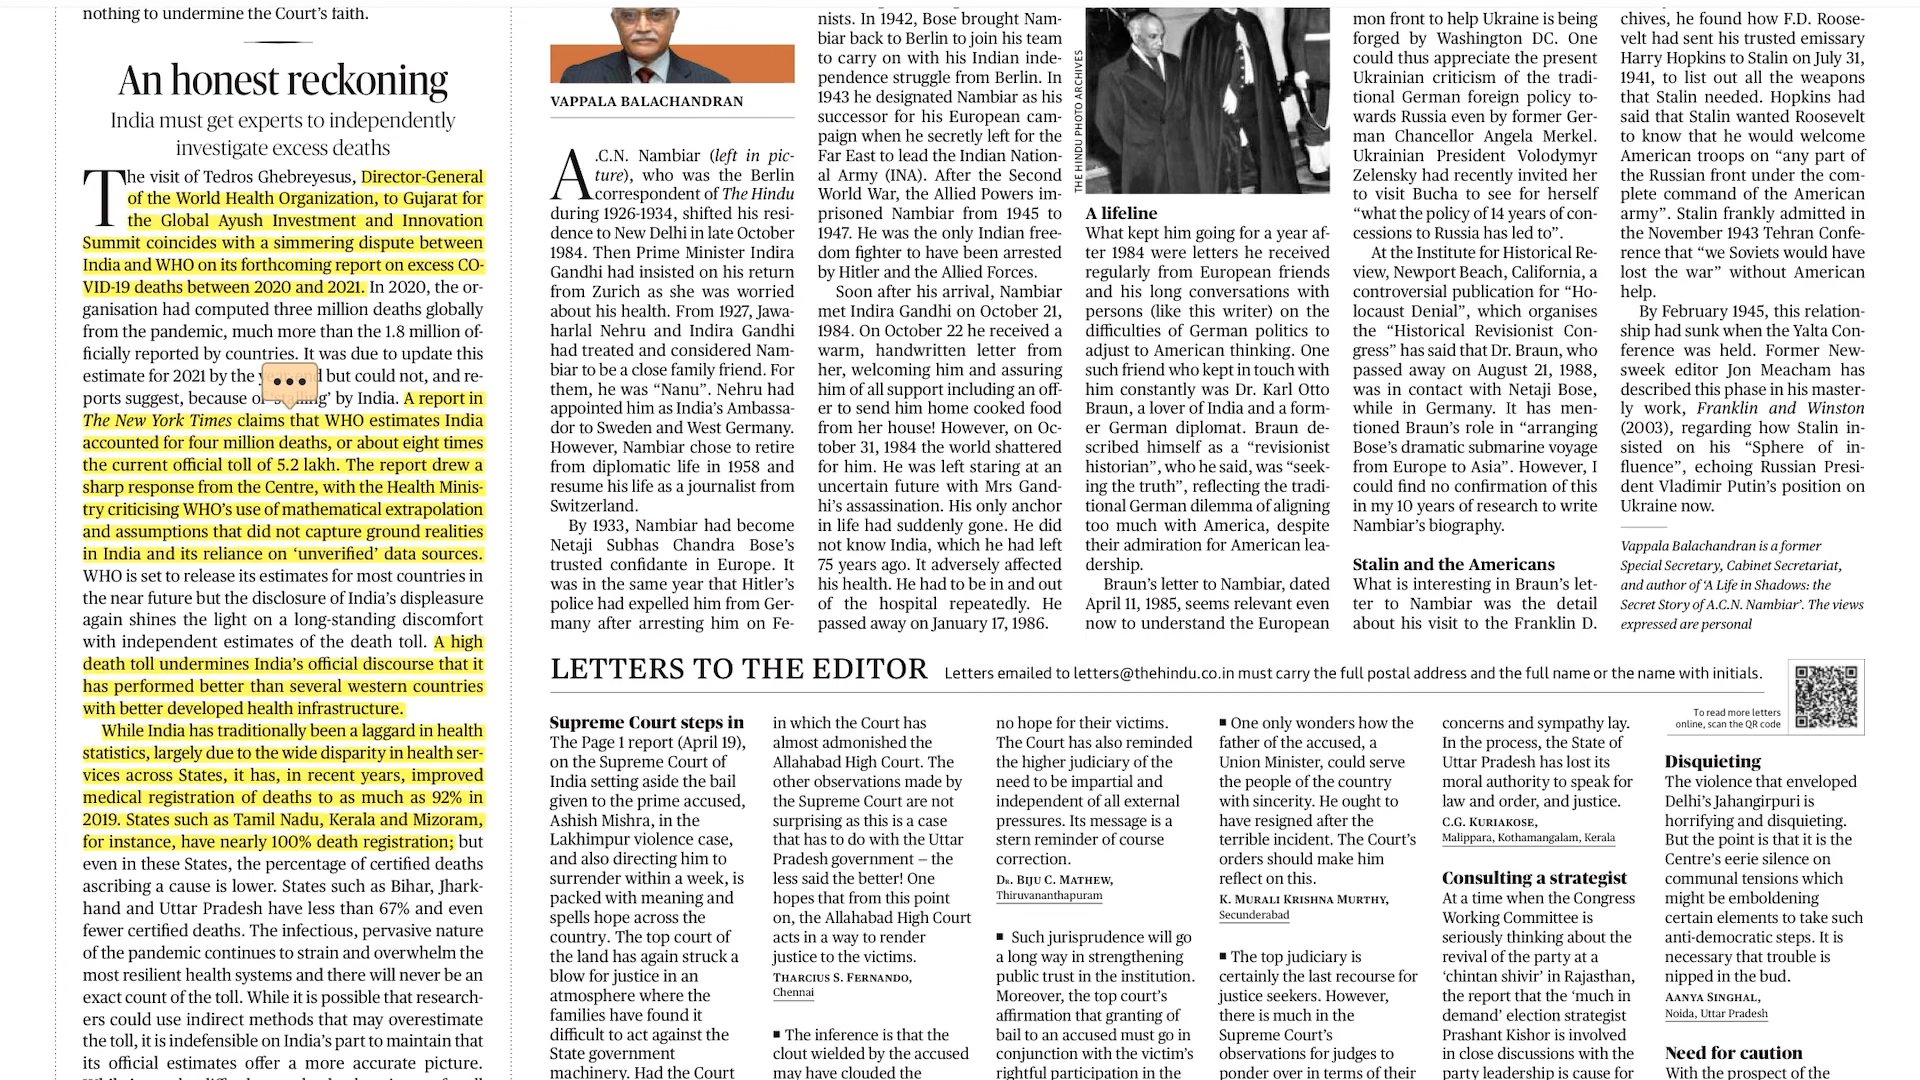 nothing to undermine the Court's faith.
An honest reckoning
India must get experts to independently
investigate excess deaths
The visit of Tedros Ghebreyesus, Director-General
of the World Health Organization, to Gujarat for
the Global Ayush Investment and Innovation
Summit coincides with a simmering dispute between
India and WHO on its forthcoming report on excess CO-
VID-19 deaths between 2020 and 2021. In 2020, the or-
ganisation had computed three million deaths globally
from the pandemic, much more than the 1.8 million of-
ficially reported by countries. It was due to update this
estimate for 2021 by the but could not, and re-
ports suggest, because of 'stalling' by India. A report in
The New York Times claims that WHO estimates India
accounted for four million deaths, or about eight times
the current official toll of 5.2 lakh. The report drew a
sharp response from the Centre, with the Health Minis-
try criticising WHO's use of mathematical extrapolation
and assumptions that did not capture ground realities
in India and its reliance on 'unverified' data sources.
WHO is set to release its estimates for most countries in
the near future but the disclosure of India's displeasure
again shines the light on a long-standing discomfort
with independent estimates of the death toll. A high
death toll undermines India's official discourse that it
has performed better than several western countries
with better developed health infrastructure.
While India has traditionally been a laggard in health
statistics, largely due to the wide disparity in health ser-
vices across States, it has, in recent years, improved
medical registration of deaths to as much as 92% in
2019. States such as Tamil Nadu, Kerala and Mizoram,
for instance, have nearly 100% death registration; but
even in these States, the percentage of certified deaths
ascribing a cause is lower. States such as Bihar, Jhark-
hand and Uttar Pradesh have less than 67% and even
fewer certified deaths. The infectious, pervasive nature
of the pandemic continues to strain and overwhelm the
most resilient health systems and there will never be an
exact count of the toll. While it is possible that research-
ers could use indirect methods that may overestimate
the toll, it is indefensible on India's part to maintain that
its official estimates offer a more accurate picture.
VAPPALA BALACHANDRAN
A.C.N. Nambiar (left in pic-
ture), who was the Berlin
correspondent of The Hindu
during 1926-1934, shifted his resi-
dence to New Delhi in late October
1984. Then Prime Minister Indira
Gandhi had insisted on his return
from Zurich as she was worried
about his health. From 1927, Jawa-
harlal Nehru and Indira Gandhi
had treated and considered Nam-
biar to be a close family friend. For
them, he was "Nanu". Nehru had
appointed him as India's Ambassa-
dor to Sweden and West Germany.
However, Nambiar chose to retire
from diplomatic life in 1958 and
resume his life as a journalist from
Switzerland.
By 1933, Nambiar had become
Netaji Subhas Chandra Bose's
trusted confidante in Europe. It
was in the same year that Hitler's
police had expelled him from Ger-
many after arresting him on Fe-
nists. In 1942, Bose brought Nam-
biar back to Berlin to join his team
to carry on with his Indian inde-
pendence struggle from Berlin. In
1943 he designated Nambiar as his
successor for his European cam-
paign when he secretly left for the
Far East to lead the Indian Nation-
al Army (INA). After the Second
World War, the Allied Powers im-
prisoned Nambiar from 1945 to
1947. He was the only Indian free-
dom fighter to have been arrested
by Hitler and the Allied Forces.
Soon after his arrival, Nambiar
met Indira Gandhi on October 21,
1984. On October 22 he received a
warm, handwritten letter from
her, welcoming him and assuring
him of all support including an off-
er to send him home cooked food
from her house! However, on Oc-
tober 31, 1984 the world shattered
for him. He was left staring at an
uncertain future with Mrs Gand-
hi's assassination. His only anchor
in life had suddenly gone. He did
not know India, which he had left
75 years ago. It adversely affected
his health. He had to be in and out
of the hospital repeatedly. He
passed away on January 17, 1986.
THE HINDU PHOTO ARCHIVES
A lifeline
What kept him going for a year af-
ter 1984 were letters he received
regularly from European friends
and his long conversations with
persons (like this writer) on the
difficulties of German politics to
adjust to American thinking. One
such friend who kept in touch with
him constantly was Dr. Karl Otto
Braun, a lover of India and a form-
er German diplomat. Braun de-
scribed himself as a "revisionist
historian", who he said, was "seek-
ing the truth", reflecting the tradi-
tional German dilemma of aligning
too much with America, despite
their admiration for American lea-
dership.
Braun's letter to Nambiar, dated
April 11, 1985, seems relevant even
now to understand the European
mon front to help Ukraine is being
forged by Washington DC. One
could thus appreciate the present
Ukrainian criticism of the tradi-
tional German foreign policy to-
wards Russia even by former Ger-
man Chancellor Angela Merkel.
Ukrainian President Volodymyr
Zelensky had recently invited her
to visit Bucha to see for herself
"what the policy of 14 years of con-
cessions to Russia has led to".
At the Institute for Historical Re-
view, Newport Beach, California, a
controversial publication for "Ho-
locaust Denial", which organises
the "Historical Revisionist Con-
gress" has said that Dr. Braun, who
passed away on August 21, 1988,
was in contact with Netaji Bose,
while in Germany. It has men-
tioned Braun's role in "arranging
Bose's dramatic submarine voyage
from Europe to Asia". However, I
could find no confirmation of this
in my 10 years of research to write
Nambiar's biography.
Stalin and the Americans
What is interesting in Braun's let-
ter to Nambiar was the detail
about his visit to the Franklin D.
chives, he found how F.D. Roose-
velt had sent his trusted emissary
Harry Hopkins to Stalin on July 31,
1941, to list out all the weapons
that Stalin needed. Hopkins had
said that Stalin wanted Roosevelt
to know that he would welcome
American troops on "any part of
the Russian front under the com-
plete command of the American
army". Stalin frankly admitted in
the November 1943 Tehran Confe-
rence that "we Soviets would have
lost the war" without American
help.
By February 1945, this relation-
ship had sunk when the Yalta Con-
ference was held. Former New-
sweek editor Jon Meacham has
described this phase in his master-
ly work, Franklin and Winston
(2003), regarding how Stalin in-
sisted on his "Sphere of in-
fluence", echoing Russian Presi-
dent Vladimir Putin's position on
Ukraine now.
Vappala Balachandran is a former
Special Secretary, Cabinet Secretariat,
and author of 'A Life in Shadows: the
Secret Story of A.C.N. Nambiar'. The views
expressed are personal
LETTERS TO THE EDITOR Letters emailed to letters@thehindu.co.in must carry the full postal address and the full name or the name with initials.
To read more letters
online, scan the QR code
Supreme Court steps in
The Page 1 report (April 19),
on the Supreme Court of
India setting aside the bail
given to the prime accused,
Ashish Mishra, in the
Lakhimpur violence case,
and also directing him to
surrender within a week, is
packed with meaning and
spells hope across the
country. The top court of
the land has again struck a
blow for justice in an
atmosphere where the
families have found it
difficult to act against the
State government
machinery. Had the Court
in which the Court has
almost admonished the
Allahabad High Court. The
other observations made by
the Supreme Court are not
surprising as this is a case
that has to do with the Uttar
Pradesh government – the
less said the better! One
hopes that from this point
on, the Allahabad High Court
acts in a way to render
justice to the victims.
THARCIUS S. FERNANDO,
Chennai
■ The inference is that the
clout wielded by the accused
may have clouded the
no hope for their victims.
The Court has also reminded
the higher judiciary of the
need to be impartial and
independent of all external
pressures. Its message is a
stern reminder of course
correction.
DR. BIJU C. MATHEW,
Thiruvananthapuram
■ Such jurisprudence will go
a long way in strengthening
public trust in the institution.
Moreover, the top court's
affirmation that granting of
bail to an accused must go in
conjunction with the victim's
rightful participation in the
■ One only wonders how the
father of the accused, a
Union Minister, could serve
the people of the country
with sincerity. He ought to
have resigned after the
terrible incident. The Court's
orders should make him
reflect on this.
K. MURALI KRISHNA MURTHY,
Secunderabad
■ The top judiciary is
certainly the last recourse for
justice seekers. However,
there is much in the
Supreme Court's
observations for judges to
ponder over in terms of their
concerns and sympathy lay.
In the process, the State of
Uttar Pradesh has lost its
moral authority to speak for
law and order, and justice.
C.G. KURIAKOSE,
Malippara, Kothamangalam, Kerala
Consulting a strategist
At a time when the Congress
Working Committee is
seriously thinking about the
revival of the party at a
'chintan shivir' in Rajasthan,
the report that the 'much in
demand' election strategist
Prashant Kishor is involved
in close discussions with the
party leadership is cause for
Disquieting
The violence that enveloped
Delhi's Jahangirpuri is
horrifying and disquieting.
But the point is that it is the
Centre's eerie silence on
communal tensions which
might be emboldening
certain elements to take such
anti-democratic steps. It is
necessary that trouble is
nipped in the bud.
AANYA SINGHAL,
Noida, Uttar Pradesh
Need for caution
With the prospect of the